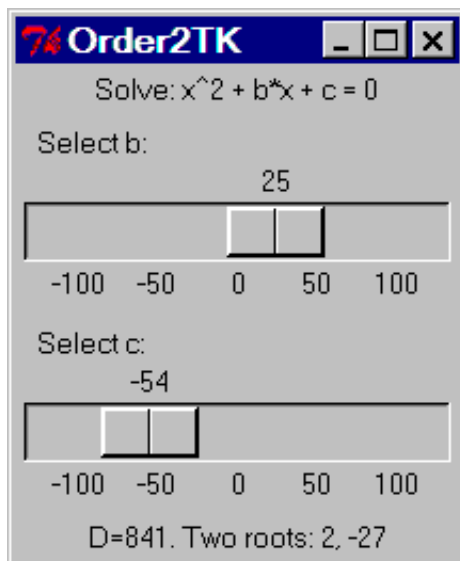 Order2TK
Solve: x^2 + b*x + c = 0
Select b:
25
-100 -50 0 50 100
Select c:
-54
-100 -50 0 50 100
D=841. Two roots: 2, -27